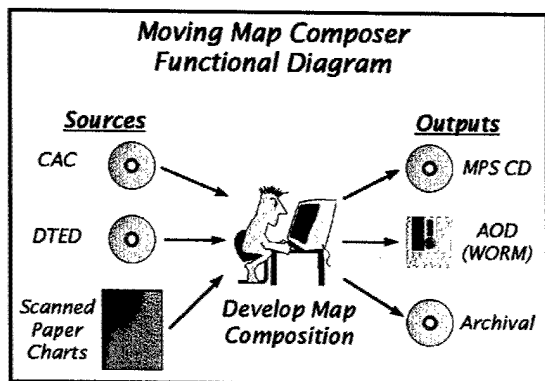 Moving Map Composer
Functional Diagram
Sources
CAC
DTED
Scanned
Paper
Charts
Develop Map
Composition
Outputs
MPS CD
AOD
(WORM)
Archival